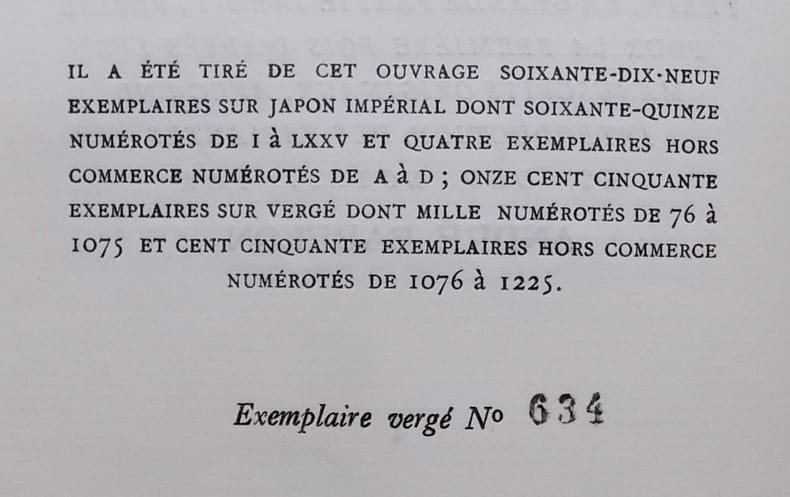 IL A ÉTÉ TIRÉ DE CET OUVRAGE SOIXANTE-DIX-NEUF
EXEMPLAIRES SUR JAPON IMPÉRIAL DONT SOIXANTE-QUINZE
NUMÉROTÉS DE I à LXXV ET QUATRE EXEMPLAIRES HORS
COMMERCE NUMÉROTÉS DE A à D ; ONZE CENT CINQUANTE
EXEMPLAIRES SUR VERGÉ DONT MILLE NUMÉROTÉS DE 76 à
1075 ET CENT CINQUANTE EXEMPLAIRES HORS COMMERCE
NUMÉROTÉS DE 1076 à 1225.
Exemplaire vergé Nº 634